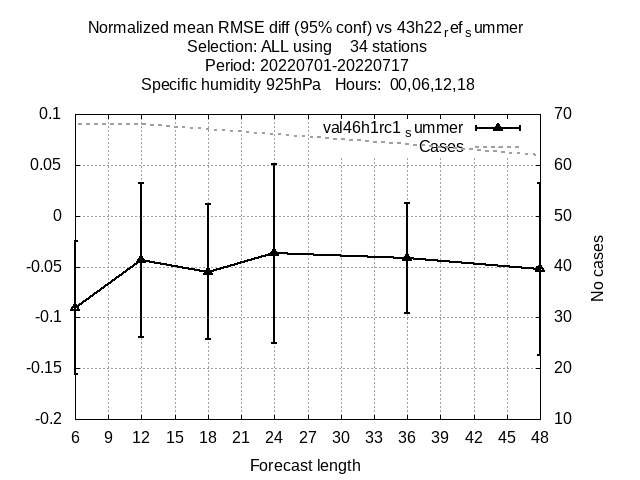 Normalized mean RMSE diff (95% conf) vs 43h22refsummer
Selection: ALL using 34 stations
Period: 20220701-20220717
Specific humidity 925hPa Hours: 00,06,12,18
0.1
0.05
0
-0.05
-0.1
-0.15
-0.2
val46h1rc1summer
Cases
70
60
50
40
30
20
10
No cases
6 9 12 15 18 21 24 27 30 33 36 39 42 45 48
Forecast length